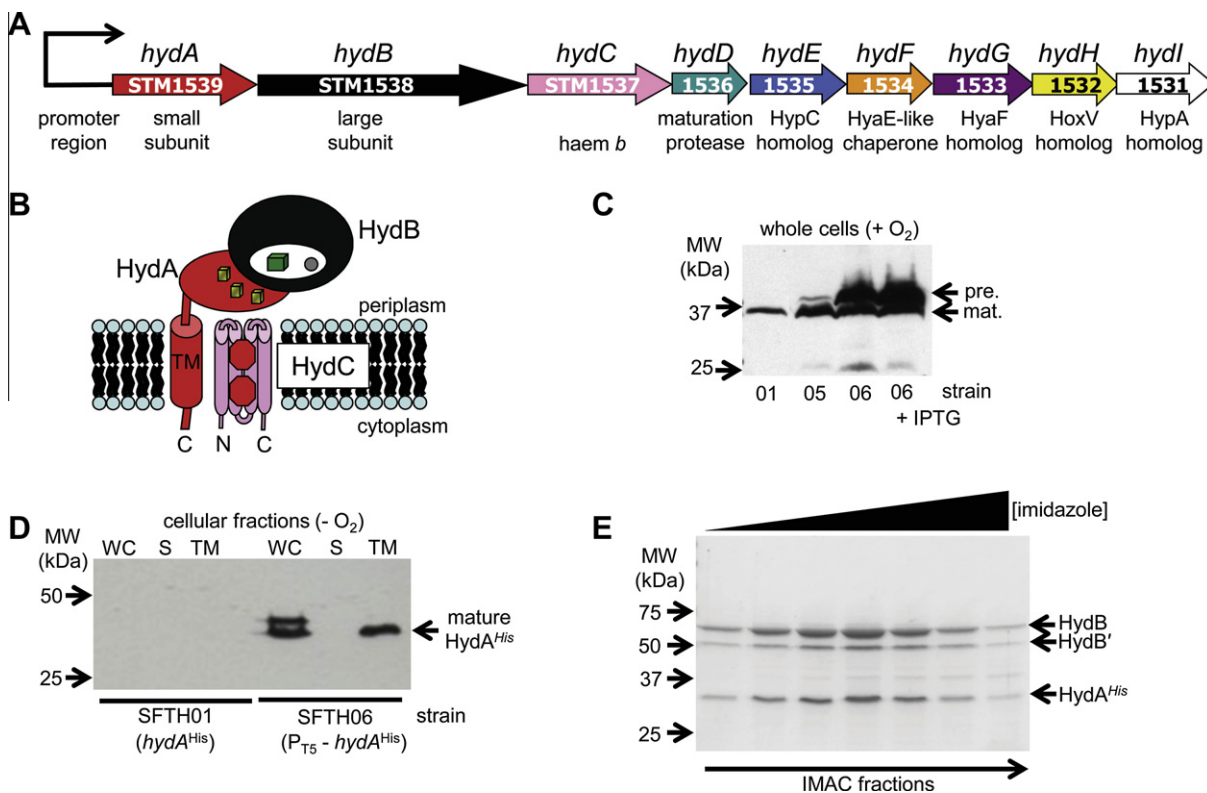 A
hydA hydB hydC hydD hydE hydF hydG hydH hydI
STM1539 STM1538 STM1537 1536 1535 1534 1533 1532 1531
promoter region
small subunit
large subunit
haem b
maturation protease
HypC homolog
HyaE-like chaperone
HyaF homolog
HoxV homolog
HypA homolog
B
HydB
HydA
periplasm
TM
HydC
cytoplasm
C N C
C
whole cells (+ O₂)
MW (kDa)
pre.
37
mat.
25
01 05 06 06 strain
+ IPTG
D
cellular fractions (- O₂)
MW (kDa)
WC S TM WC S TM
50
mature HydAᴴⁱˢ
25
SFTH01 (hydAᴴⁱˢ)
SFTH06 (P_T5 - hydAᴴⁱˢ)
strain
E
[imidazole]
MW (kDa)
75
HydB
50
HydB′
37
HydAᴴⁱˢ
25
IMAC fractions